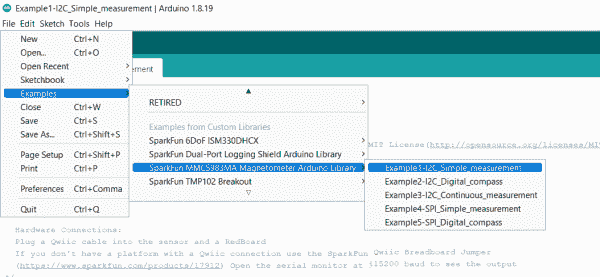 Example1-I2C_Simple_measurement | Arduino 1.8.19
File Edit Sketch Tools Help
New Ctrl+N
Open... Ctrl+O
Open Recent
Sketchbook
Examples
Close Ctrl+W
Save Ctrl+S
Save As... Ctrl+Shift+S
Page Setup Ctrl+Shift+P
Print Ctrl+P
Preferences Ctrl+Comma
Quit Ctrl+Q
ement
RETIRED
Examples from Custom Libraries
SparkFun 6DoF ISM330DHCX
SparkFun Dual-Port Logging Shield Arduino Library
SparkFun MMC5983MA Magnetometer Arduino Library
SparkFun TMP102 Breakout
Example1-I2C_Simple_measurement
Example2-I2C_Digital_compass
Example3-I2C_Continuous_measurement
Example4-SPI_Simple_measurement
Example5-SPI_Digital_compass
MIT License(http://opensource.org/licenses/MI
Hardware Connections:
Plug a Qwiic cable into the sensor and a RedBoard
If you don't have a platform with a Qwiic connection use the SparkFun Qwiic Breadboard Jumper
(https://www.sparkfun.com/products/17912) Open the serial monitor at 115200 baud to see the output